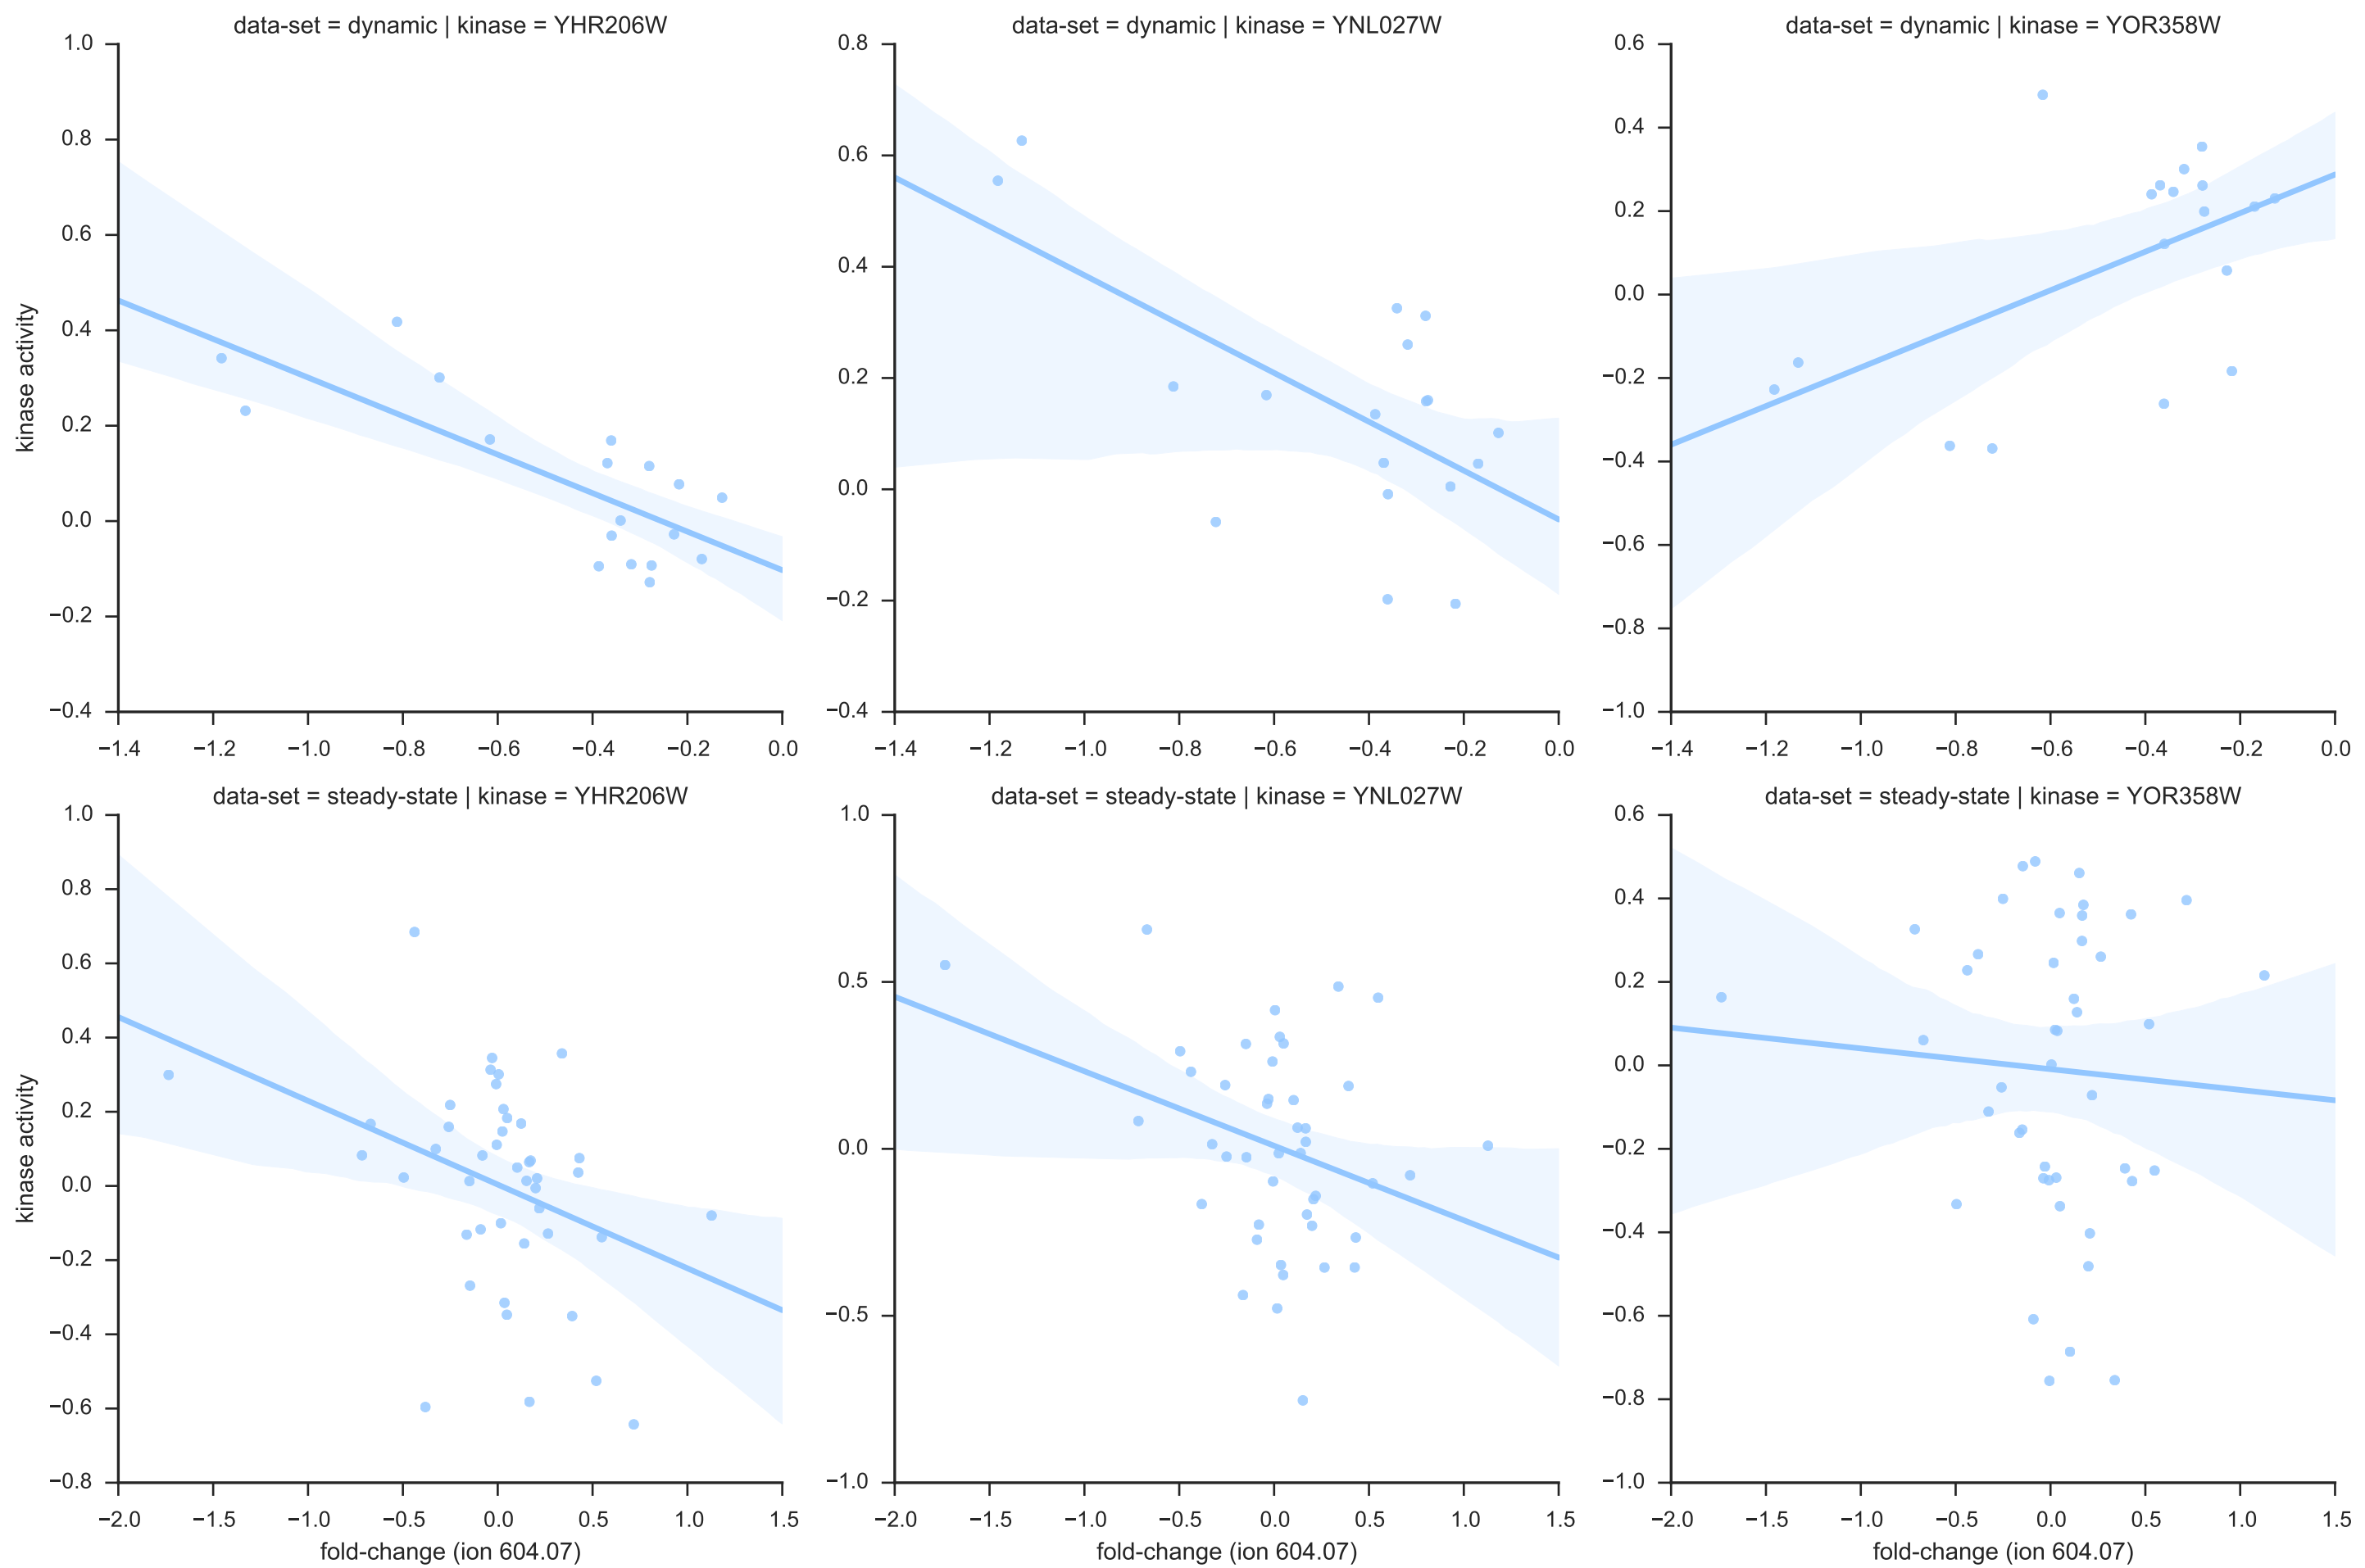 data-set = dynamic | kinase = YHR206W
data-set = dynamic | kinase = YNL027W
data-set = dynamic | kinase = YOR358W
1.0
0.8
0.6
0.4
0.2
0.0
−0.2
−0.4
kinase activity
−1.4 −1.2 −1.0 −0.8 −0.6 −0.4 −0.2 0.0
0.8
0.6
0.4
0.2
0.0
−0.2
−0.4
−1.4 −1.2 −1.0 −0.8 −0.6 −0.4 −0.2 0.0
0.6
0.4
0.2
0.0
−0.2
−0.4
−0.6
−0.8
−1.0
−1.4 −1.2 −1.0 −0.8 −0.6 −0.4 −0.2 0.0
data-set = steady-state | kinase = YHR206W
data-set = steady-state | kinase = YNL027W
data-set = steady-state | kinase = YOR358W
1.0
0.8
0.6
0.4
0.2
0.0
−0.2
−0.4
−0.6
−0.8
kinase activity
−2.0 −1.5 −1.0 −0.5 0.0 0.5 1.0 1.5
fold-change (ion 604.07)
1.0
0.5
0.0
−0.5
−1.0
−2.0 −1.5 −1.0 −0.5 0.0 0.5 1.0 1.5
fold-change (ion 604.07)
0.6
0.4
0.2
0.0
−0.2
−0.4
−0.6
−0.8
−1.0
−2.0 −1.5 −1.0 −0.5 0.0 0.5 1.0 1.5
fold-change (ion 604.07)